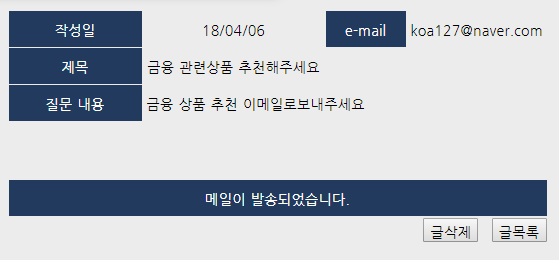 작성일 18/04/06 e-mail koa127@naver.com
제목 금융 관련상품 추천해주세요
질문 내용 금융 상품 추천 이메일로보내주세요
메일이 발송되었습니다.
글삭제 글목록